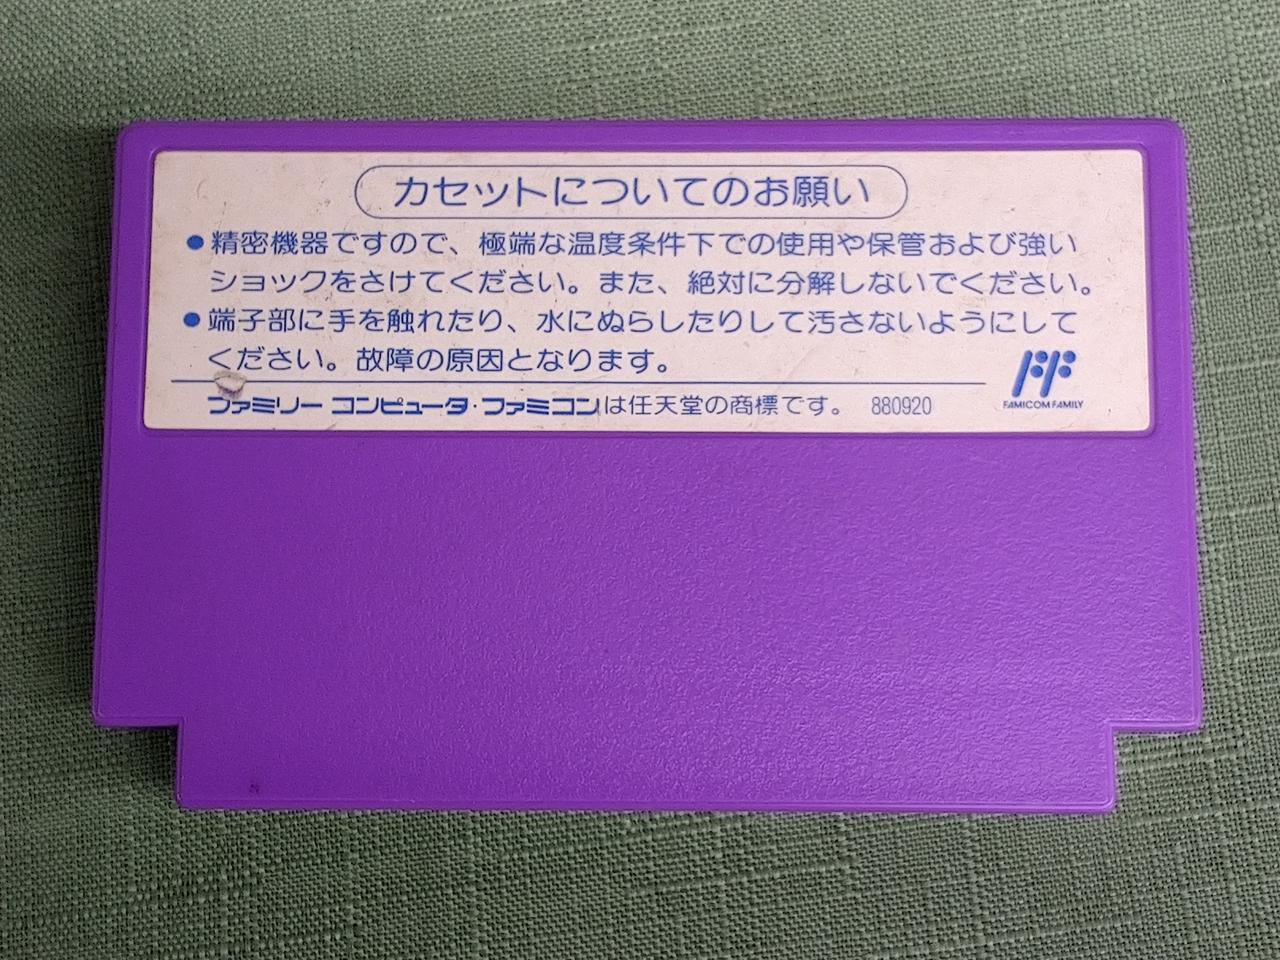 カセットについてのお願い
●精密機器ですので、極端な温度条件下での使用や保管および強い
ショックをさけてください。また、絶対に分解しないでください。
●端子部に手を触れたり、水にぬらしたりして汚さないようにして
ください。故障の原因となります。
ファミリーコンピュータ・ファミコンは任天堂の商標です。 880920
FAMICOM FAMILY